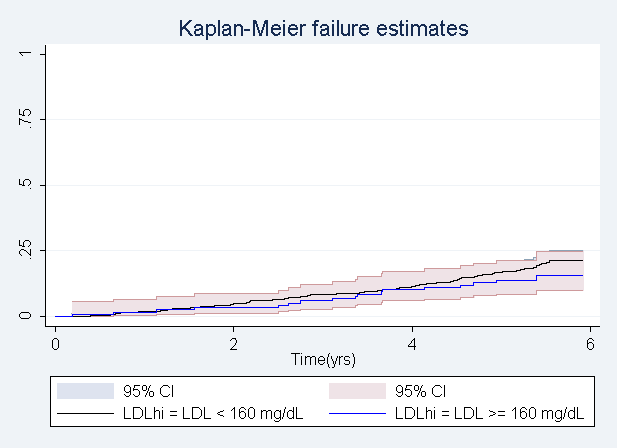 Kaplan-Meier failure estimates
1
.75
.5
.25
0
0 2 4 6
Time(yrs)
95% CI 95% CI
LDLhi = LDL < 160 mg/dL LDLhi = LDL >= 160 mg/dL